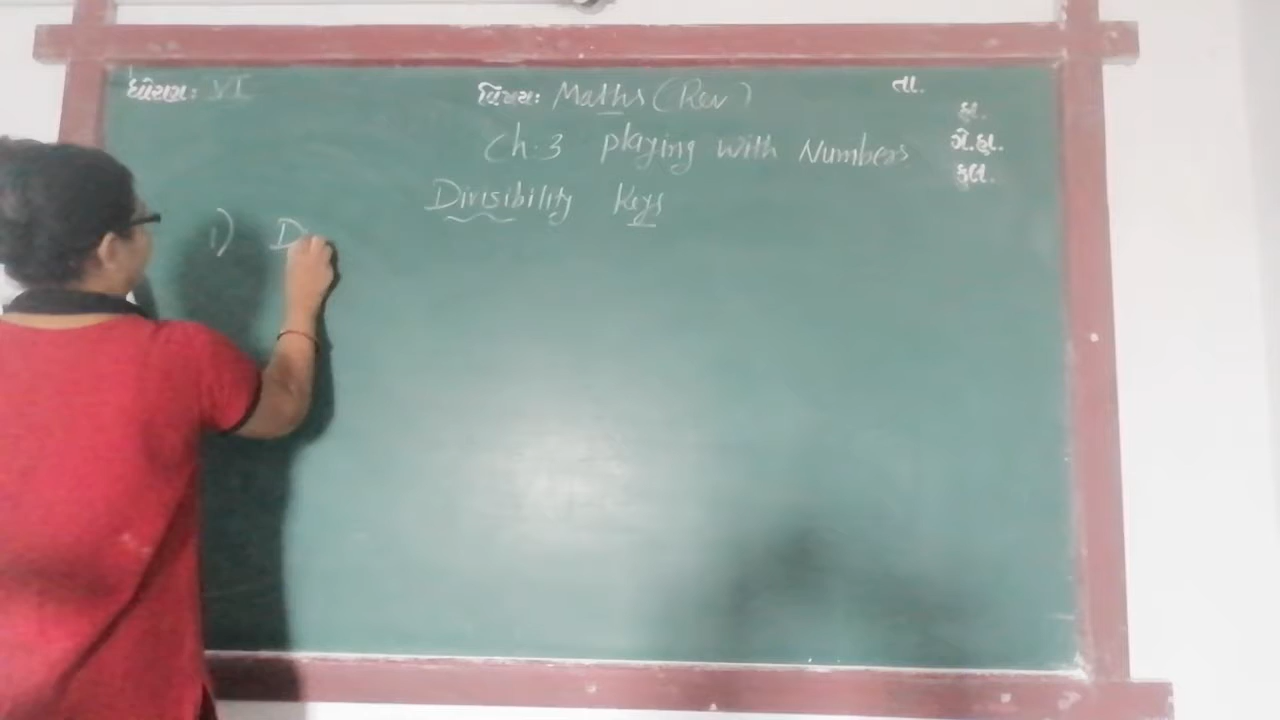 ધોરણ: VI વિષય: Maths (Rev) તા.
હા.
Ch.3 playing with Numbers ગે.હા.
કુલ.
Divisibility Keys
1) D